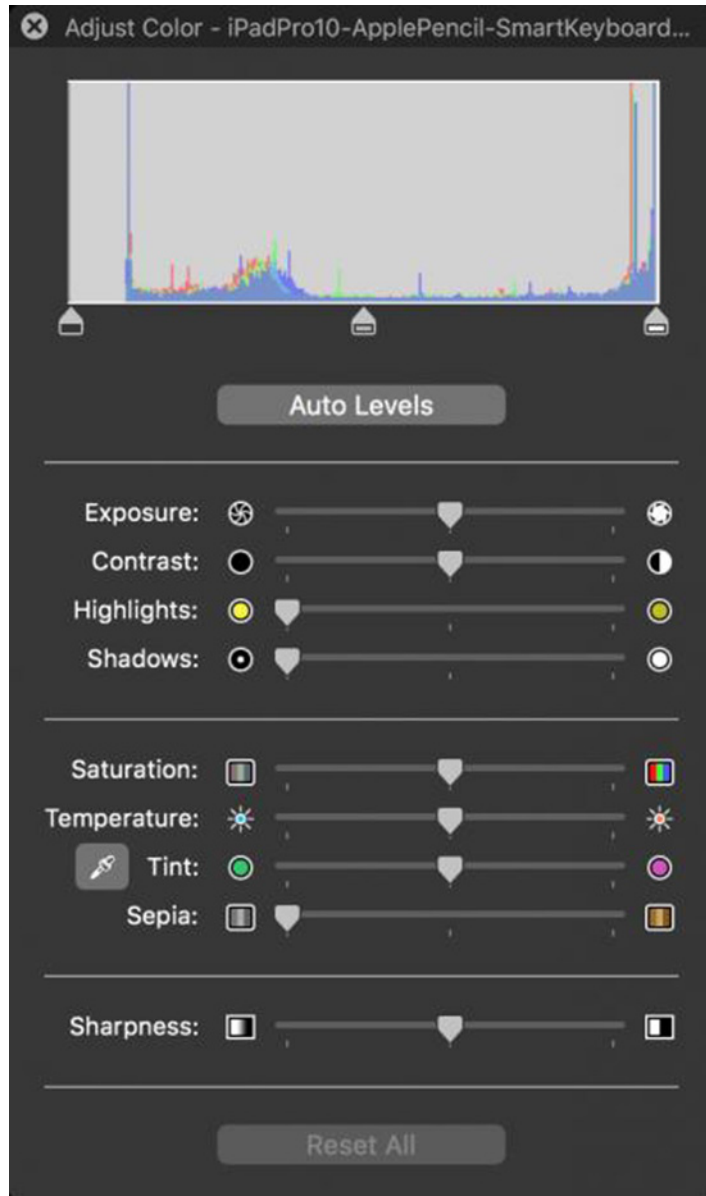 Adjust Color - iPadPro10-ApplePencil-SmartKeyboard...
Auto Levels
Exposure:
Contrast:
Highlights:
Shadows:
Saturation:
Temperature:
Tint:
Sepia:
Sharpness:
Reset All